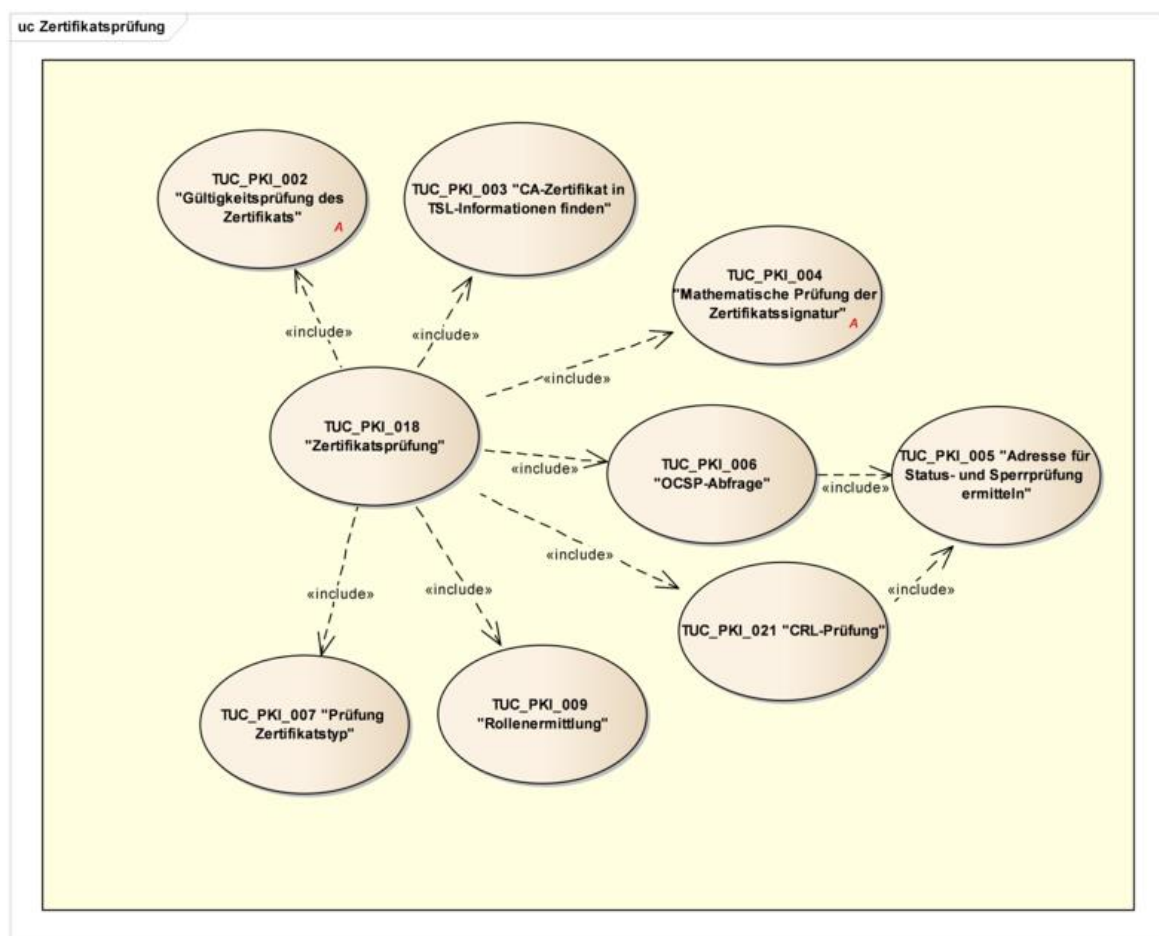 uc Zertifikatsprüfung
TUC_PKI_002
"Gültigkeitsprüfung des
Zertifikats"
A
TUC_PKI_003 "CA-Zertifikat in
TSL-Informationen finden"
TUC_PKI_004
"Mathematische Prüfung der
Zertifikatssignatur"
A
«include»
«include»
«include»
TUC_PKI_018
"Zertifikatsprüfung"
TUC_PKI_006
"OCSP-Abfrage"
TUC_PKI_005 "Adresse für
Status- und Sperrprüfung
ermitteln"
«include»
«include»
«include»
«include»
«include»
«include»
TUC_PKI_021 "CRL-Prüfung"
TUC_PKI_007 "Prüfung
Zertifikatstyp"
TUC_PKI_009
"Rollenermittlung"